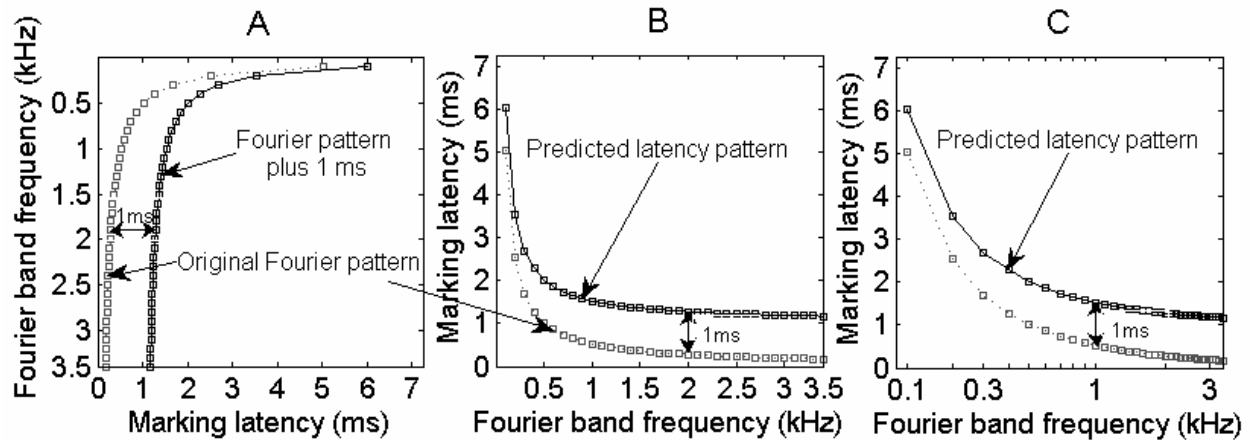 A
Fourier band frequency (kHz)
0.5
1
1.5
2
2.5
3
3.5
0 1 2 3 4 5 6 7
Marking latency (ms)
Fourier pattern
plus 1 ms
1ms
Original Fourier pattern
B
Marking latency (ms)
7
6
5
4
3
2
1
0
0.5 1 1.5 2 2.5 3 3.5
Fourier band frequency (kHz)
Predicted latency pattern
1ms
C
Marking latency (ms)
7
6
5
4
3
2
1
0
0.1 0.3 1 3
Fourier band frequency (kHz)
Predicted latency pattern
1ms